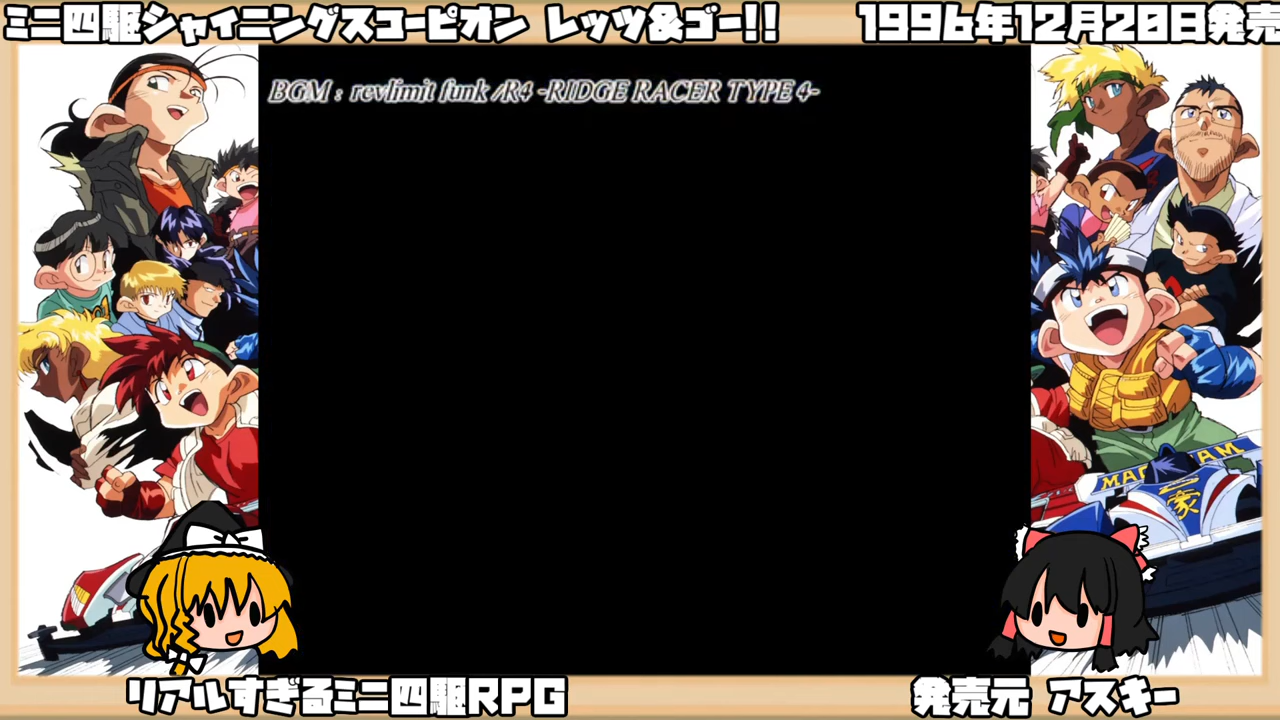 ミニ四駆シャイニングスコーピオン レッツ&ゴー!!
1996年12月20日発売
BGM : revlimit funk /R4 -RIDGE RACER TYPE 4-
リアルすぎるミニ四駆RPG
発売元 アスキー